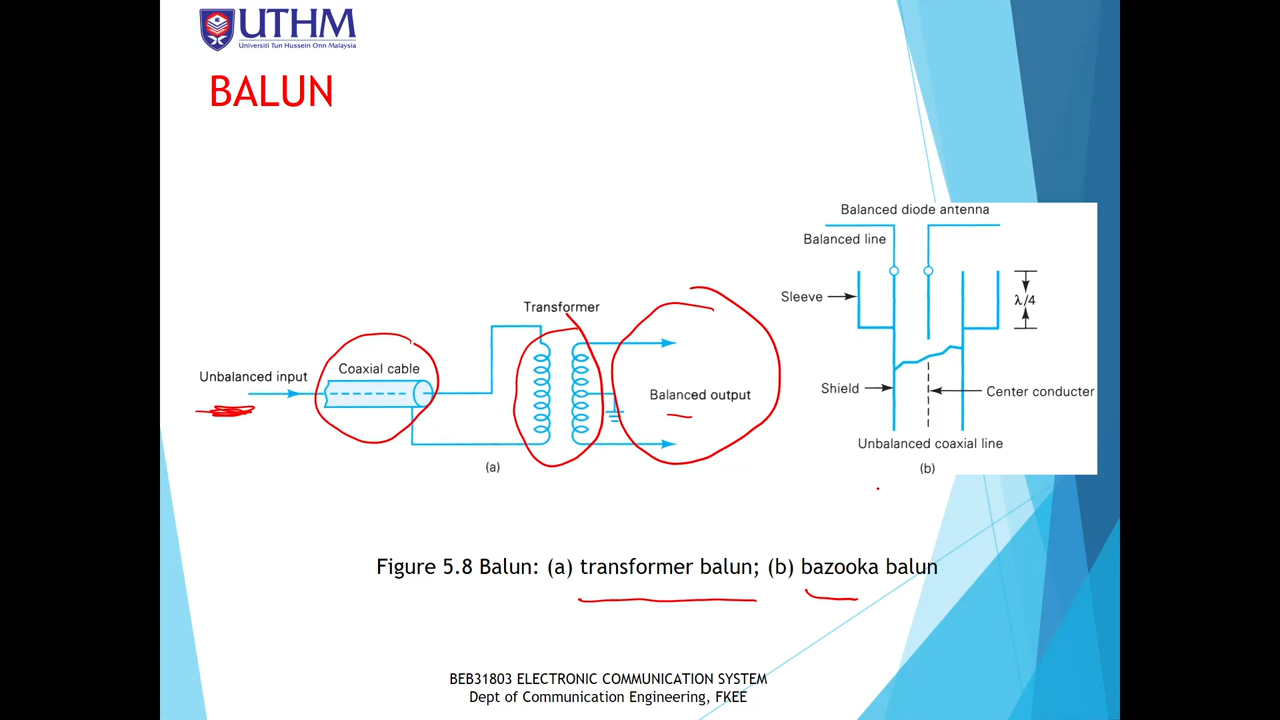 UTHM
Universiti Tun Hussein Onn Malaysia
BALUN
Unbalanced input
Coaxial cable
Transformer
Balanced output
(a)
Balanced diode antenna
Balanced line
Sleeve
λ/4
Shield
Center conducter
Unbalanced coaxial line
(b)
Figure 5.8 Balun: (a) transformer balun; (b) bazooka balun
BEB31803 ELECTRONIC COMMUNICATION SYSTEM
Dept of Communication Engineering, FKEE